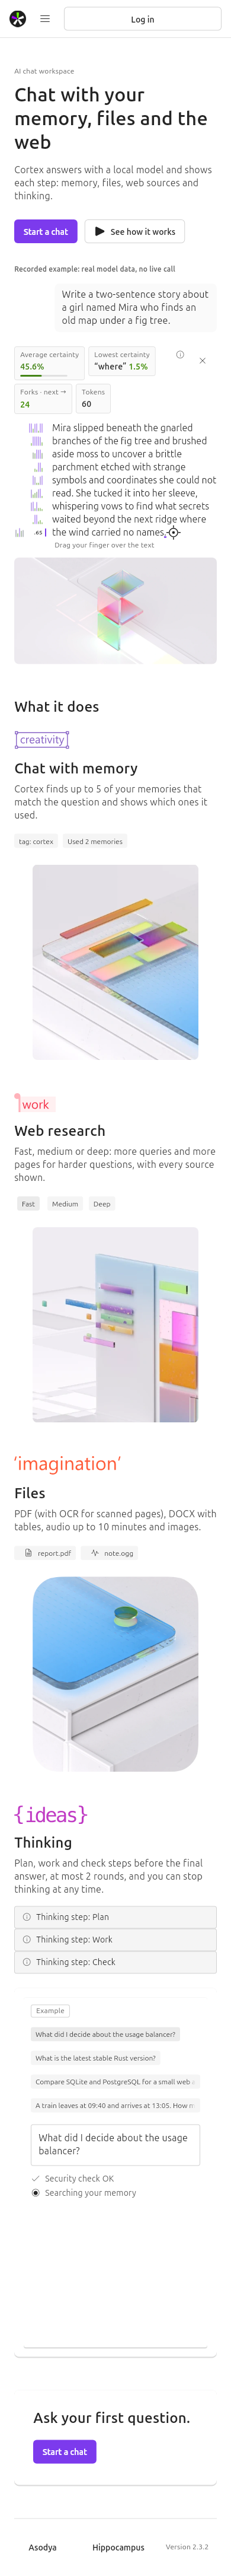 Log in
AI chat workspace
Chat with your
memory, files and the
web
Cortex answers with a local model and shows
each step: memory, files, web sources and
thinking.
Start a chat
See how it works
Recorded example: real model data, no live call
Write a two-sentence story about
a girl named Mira who finds an
old map under a fig tree.
Average certainty
45.6%
Lowest certainty
"where" 1.5%
Forks · next →
24
Tokens
60
Mira slipped beneath the gnarled
branches of the fig tree and brushed
aside moss to uncover a brittle
parchment etched with strange
symbols and coordinates she could not
read. She tucked it into her sleeve,
whispering vows to find what secrets
waited beyond the next ridge where
.65
the wind carried no names.
Drag your finger over the text
What it does
creativity
Chat with memory
Cortex finds up to 5 of your memories that
match the question and shows which ones it
used.
tag: cortex
Used 2 memories
work
Web research
Fast, medium or deep: more queries and more
pages for harder questions, with every source
shown.
Fast
Medium
Deep
'imagination'
Files
PDF (with OCR for scanned pages), DOCX with
tables, audio up to 10 minutes and images.
report.pdf
note.ogg
{ideas}
Thinking
Plan, work and check steps before the final
answer, at most 2 rounds, and you can stop
thinking at any time.
Thinking step: Plan
Thinking step: Work
Thinking step: Check
Example
What did I decide about the usage balancer?
What is the latest stable Rust version?
Compare SQLite and PostgreSQL for a small web
A train leaves at 09:40 and arrives at 13:05. How
What did I decide about the usage
balancer?
Security check OK
Searching your memory
Ask your first question.
Start a chat
Asodya
Hippocampus
Version 2.3.2